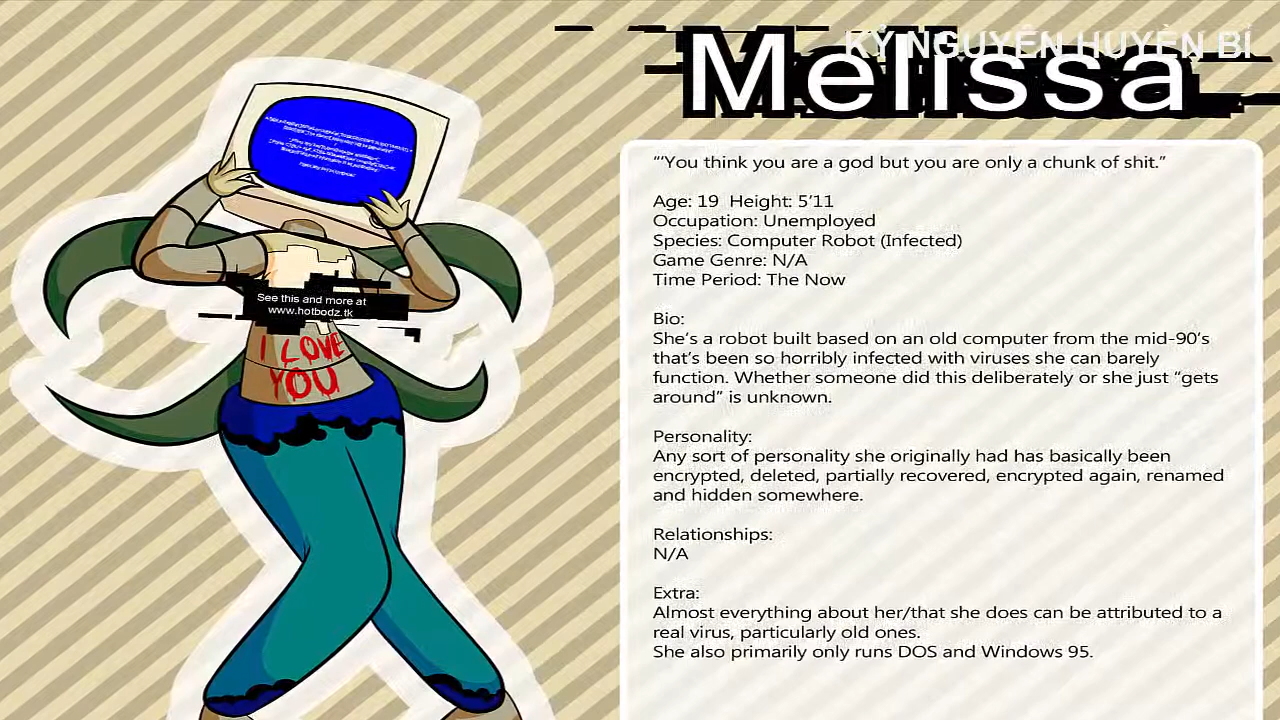 KỶ NGUYÊN HUYỀN BÍ
Melissa
"‘You think you are a god but you are only a chunk of shit.”
Age: 19 Height: 5’11
Occupation: Unemployed
Species: Computer Robot (Infected)
Game Genre: N/A
Time Period: The Now
Bio:
She’s a robot built based on an old computer from the mid-90’s
that’s been so horribly infected with viruses she can barely
function. Whether someone did this deliberately or she just “gets
around” is unknown.
Personality:
Any sort of personality she originally had has basically been
encrypted, deleted, partially recovered, encrypted again, renamed
and hidden somewhere.
Relationships:
N/A
Extra:
Almost everything about her/that she does can be attributed to a
real virus, particularly old ones.
She also primarily only runs DOS and Windows 95.
See this and more at
www.hotbodz.tk
I LOVE
YOU